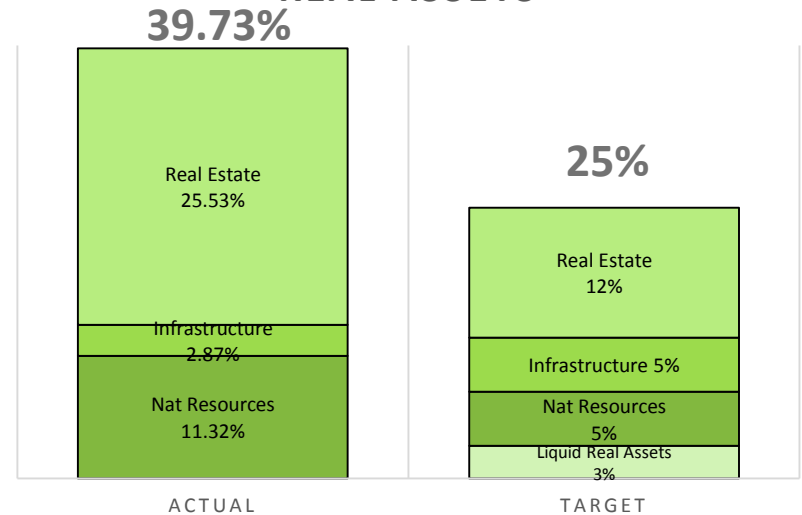 39.73%
Real Estate
25.53%
Infrastructure
2.87%
Nat Resources
11.32%
25%
Real Estate
12%
Infrastructure 5%
Nat Resources
5%
Liquid Real Assets
3%
ACTUAL
TARGET